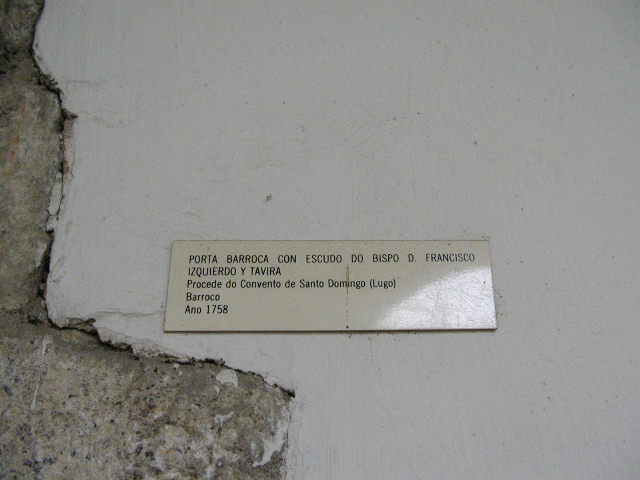 PORTA BARROCA CON ESCUDO DO BISPO D. FRANCISCO
IZQUIERDO Y TAVIRA
Procede do Convento de Santo Domingo (Lugo)
Barroco
Ano 1758